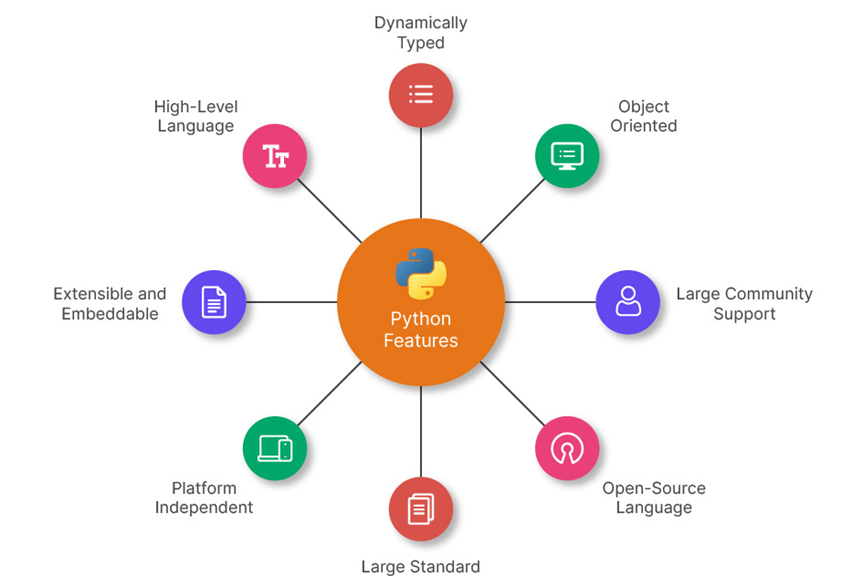 Dynamically
Typed
High-Level
Language
Object
Oriented
Extensible and
Embeddable
Python
Features
Large Community
Support
Platform
Independent
Open-Source
Language
Large Standard